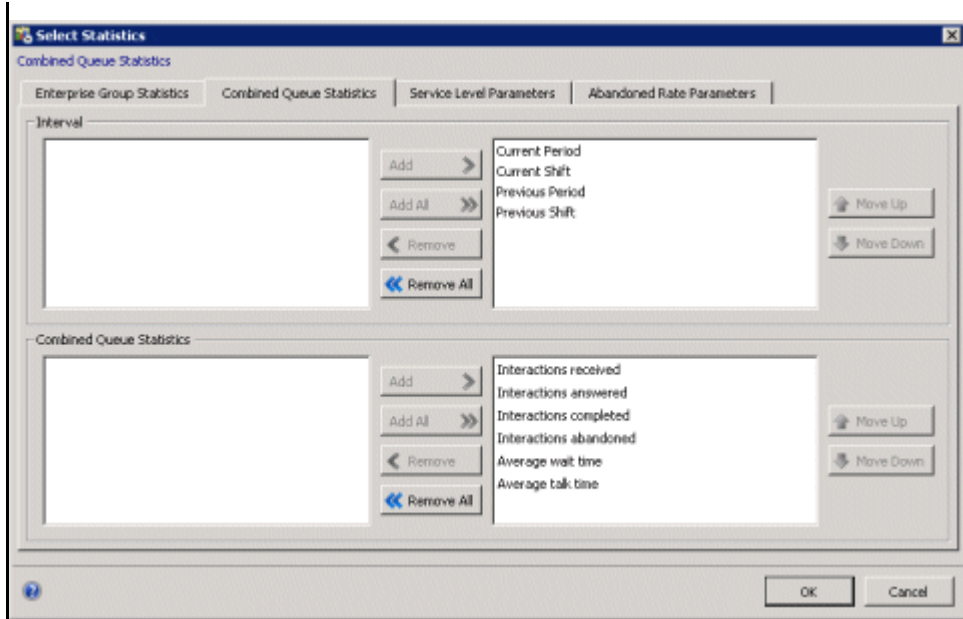 Select Statistics
Combined Queue Statistics
Enterprise Group Statistics
Combined Queue Statistics
Service Level Parameters
Abandoned Rate Parameters
Interval
Add
Add All
Remove
Remove All
Current Period
Current Shift
Previous Period
Previous Shift
Move Up
Move Down
Combined Queue Statistics
Add
Add All
Remove
Remove All
Interactions received
Interactions answered
Interactions completed
Interactions abandoned
Average wait time
Average talk time
Move Up
Move Down
?
OK
Cancel